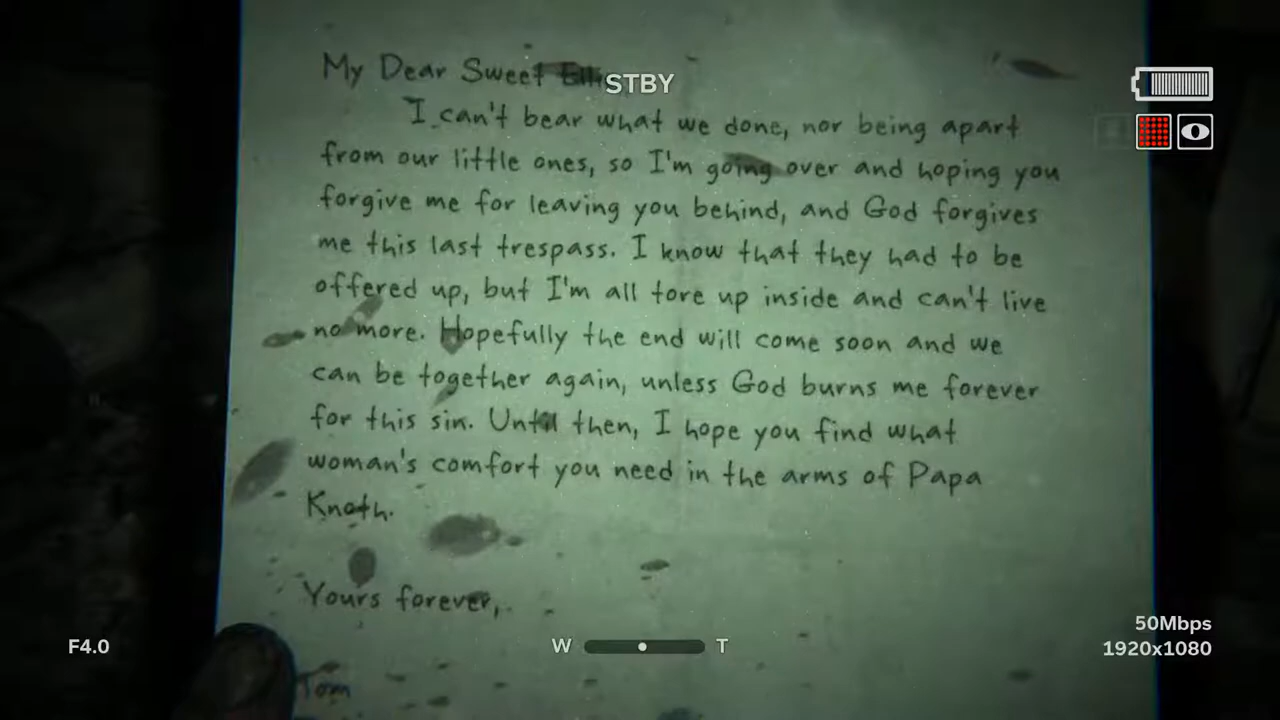 My Dear Sweet
STBY
I can't bear what we done, nor being apart
from our little ones, so I'm going over and hoping you
forgive me for leaving you behind, and God forgives
me this last trespass. I know that they had to be
offered up, but I'm all tore up inside and can't live
no more. Hopefully the end will come soon and we
can be together again, unless God burns me forever
for this sin. Until then, I hope you find what
woman's comfort you need in the arms of Papa
Knoth.
Yours forever,
Tom
F4.0
W
T
50Mbps
1920x1080